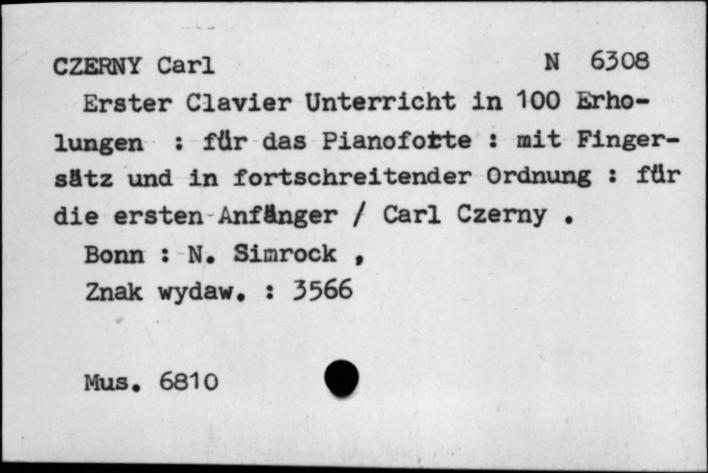 CZERNY Carl N 6308
Erster Clavier Unterricht in 100 Erho-
lungen : für das Pianofotte : mit Finger-
sätz und in fortschreitender Ordnung : für
die ersten Anfänger / Carl Czerny .
Bonn : N. Simrock ,
Znak wydaw. : 3566
Mus. 6810